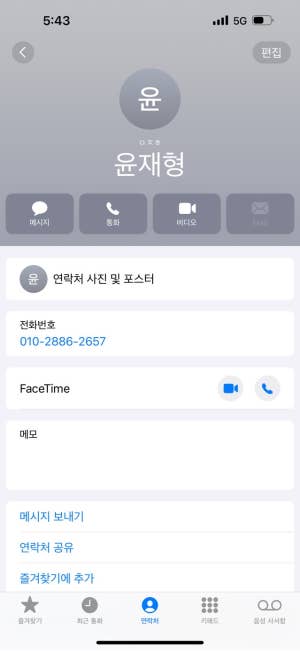 5:43
5G
편집
윤
윤재형
메시지
통화
비디오
윤 연락처 사진 및 포스터
전화번호
010-2886-2657
FaceTime
메모
메시지 보내기
연락처 공유
즐겨찾기에 추가
즐겨찾기 최근 통화 연락처 키패드 음성 사서함